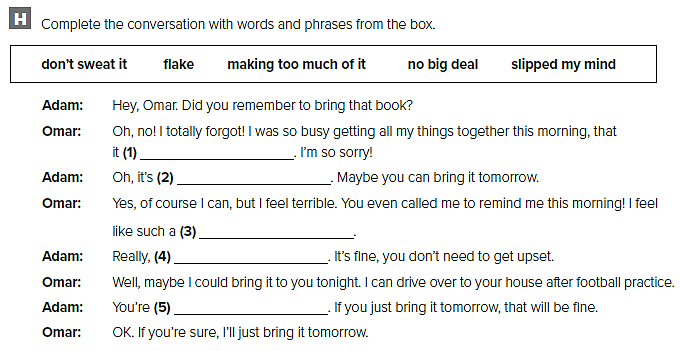 H Complete the conversation with words and phrases from the box.
don't sweat it flake making too much of it no big deal slipped my mind
Adam: Hey, Omar. Did you remember to bring that book?
Omar: Oh, no! I totally forgot! I was so busy getting all my things together this morning, that
it (1) ____________________. I'm so sorry!
Adam: Oh, it's (2) ____________________. Maybe you can bring it tomorrow.
Omar: Yes, of course I can, but I feel terrible. You even called me to remind me this morning! I feel
like such a (3) ____________________.
Adam: Really, (4) ____________________. It's fine, you don't need to get upset.
Omar: Well, maybe I could bring it to you tonight. I can drive over to your house after football practice.
Adam: You're (5) ____________________. If you just bring it tomorrow, that will be fine.
Omar: OK. If you're sure, I'll just bring it tomorrow.